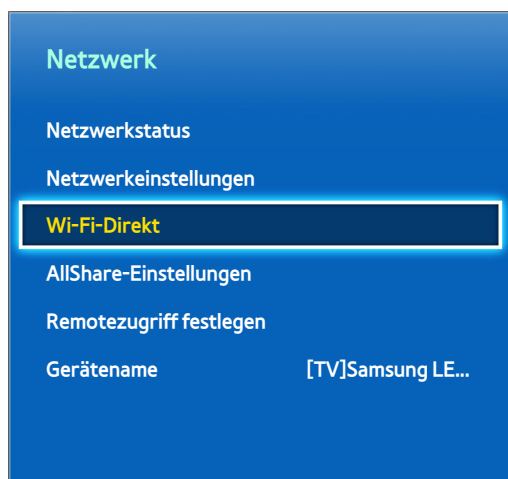 Netzwerk
Netzwerkstatus
Netzwerkeinstellungen
Wi-Fi-Direkt
AllShare-Einstellungen
Remotezugriff festlegen
Gerätename [TV]Samsung LE...